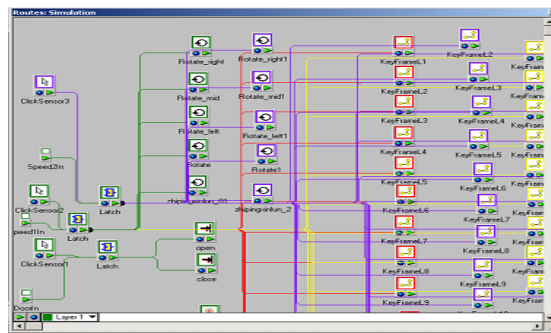 Routes: Simulation
Rotate_right
Rotate_right1
KeyFrameL1
KeyFrameL2
ClickSensor3
Rotate_mid
Rotate_mid1
KeyFrameL2
KeyFrameL3
Rotate_left
Rotate_left1
KeyFrameL3
KeyFrameL4
Speed2In
Rotate
Rotate1
KeyFrameL4
KeyFrameL5
KeyFrameL5
KeyFrameL6
ClickSensor2
Latch
zhipingxinlun_2
KeyFrameL6
KeyFrameL7
Latch
open
KeyFrameL7
KeyFrameL8
ClickSensor1
Latch
close
KeyFrameL8
KeyFrameL9
KeyFrameL9
DoorIn
Layer 1